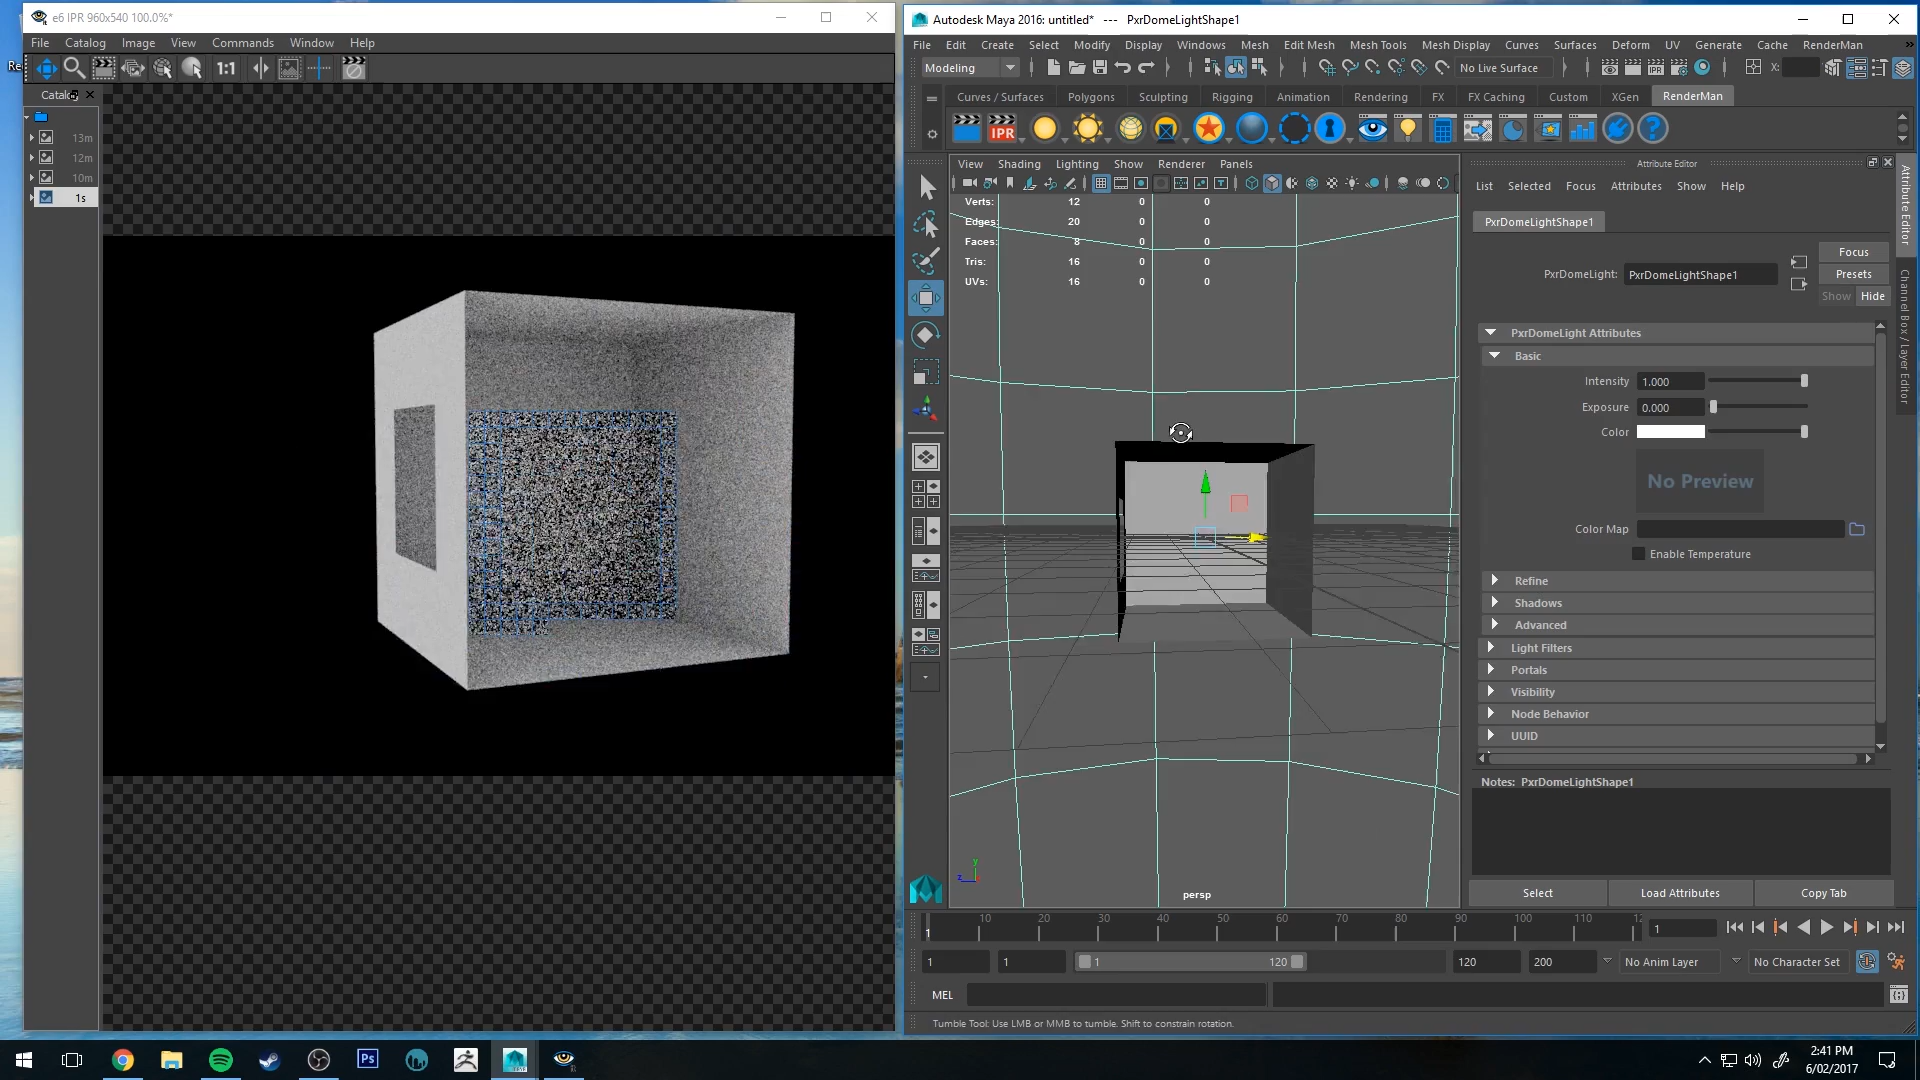 e6 IPR 960x540 100.0%*
File Catalog Image View Commands Window Help
1:1
Catalog
13m
12m
10m
1s
Re
Autodesk Maya 2016: untitled* --- PxrDomeLightShape1
File Edit Create Select Modify Display Windows Mesh Edit Mesh Mesh Tools Mesh Display Curves Surfaces Deform UV Generate Cache RenderMan
Modeling No Live Surface IPR X:
Curves / Surfaces Polygons Sculpting Rigging Animation Rendering FX FX Caching Custom XGen RenderMan
IPR
View Shading Lighting Show Renderer Panels
Verts: 12 0 0
Edges: 20 0 0
Faces: 8 0 0
Tris: 16 0 0
UVs: 16 0 0
y
z
persp
Attribute Editor
List Selected Focus Attributes Show Help
PxrDomeLightShape1
PxrDomeLight: PxrDomeLightShape1
Focus
Presets
Show Hide
PxrDomeLight Attributes
Basic
Intensity 1.000
Exposure 0.000
Color
No Preview
Color Map
Enable Temperature
Refine
Shadows
Advanced
Light Filters
Portals
Visibility
Node Behavior
UUID
Notes: PxrDomeLightShape1
Select Load Attributes Copy Tab
Attribute Editor
Channel Box / Layer Editor
1 10 20 30 40 50 60 70 80 90 100 110 12 1
1 1 1 120 120 200 No Anim Layer No Character Set
MEL
Tumble Tool: Use LMB or MMB to tumble. Shift to constrain rotation.
Ps
2:41 PM
6/02/2017